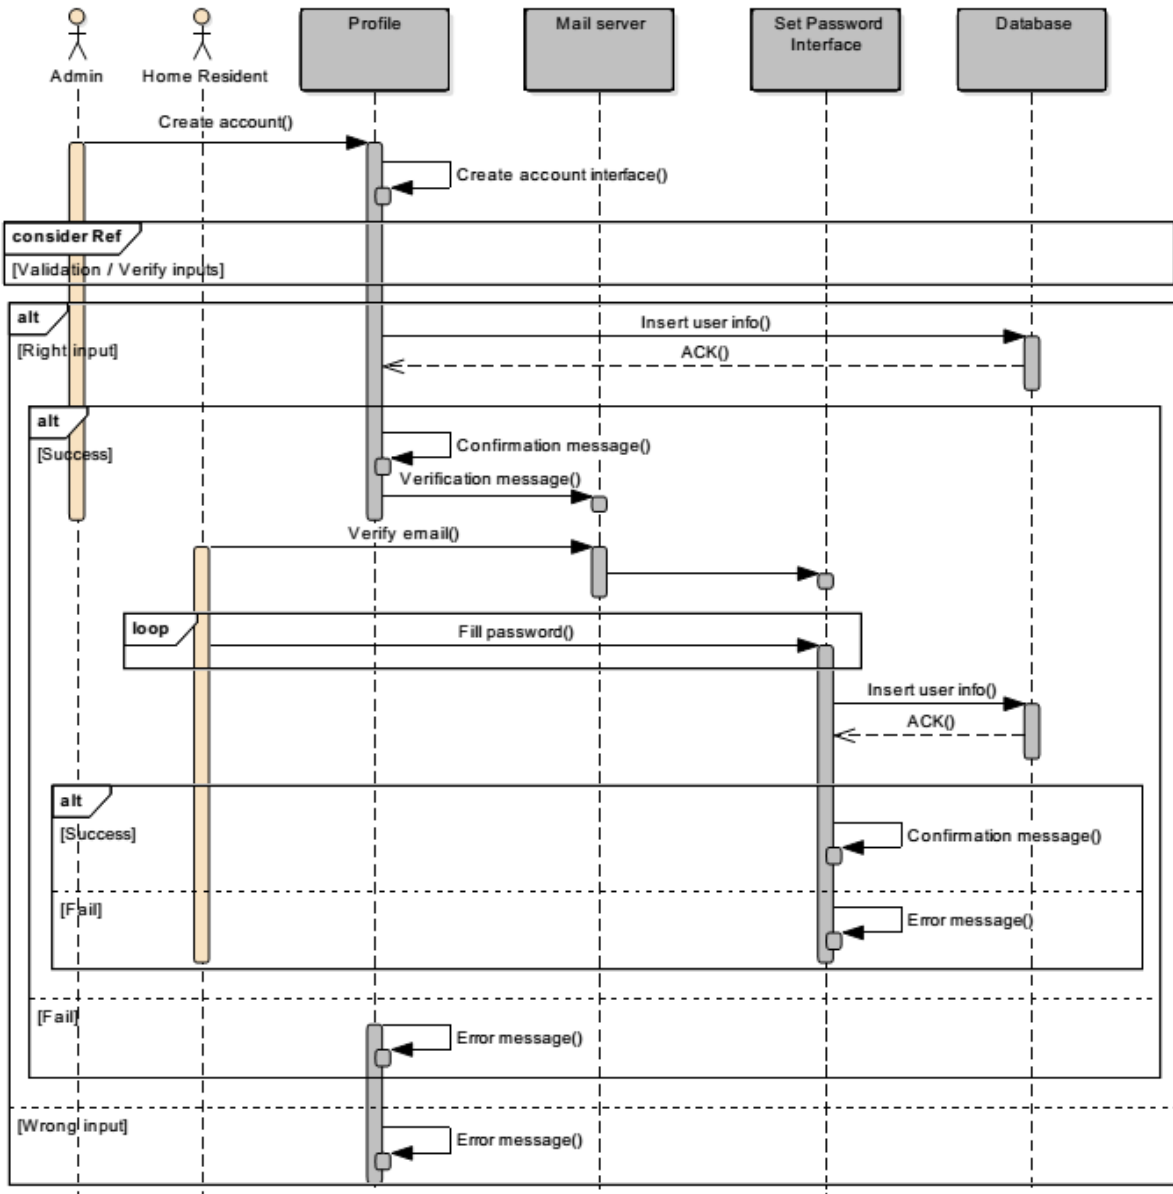 Admin
Home Resident
Profile
Mail server
Set Password
Interface
Database
Create account()
Create account interface()
consider Ref
[Validation / Verify inputs]
alt
[Right input]
Insert user info()
ACK()
alt
[Success]
Confirmation message()
Verification message()
Verify email()
loop
Fill password()
Insert user info()
ACK()
alt
[Success]
Confirmation message()
[Fail]
Error message()
[Fail]
Error message()
[Wrong input]
Error message()